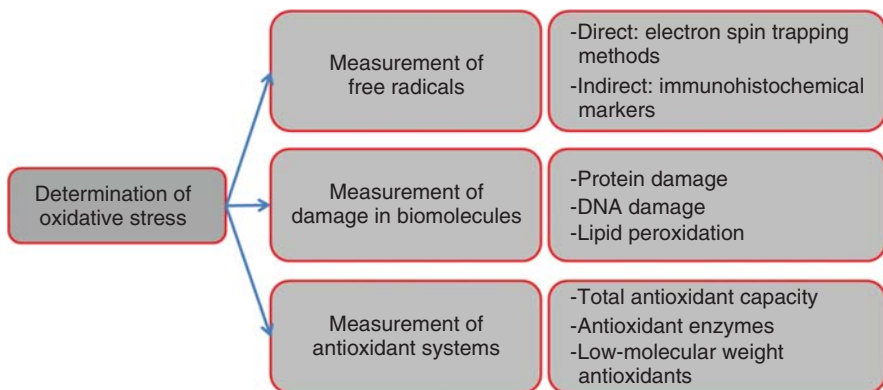 Determination of
oxidative stress
Measurement of
free radicals
-Direct: electron spin trapping
methods
-Indirect: immunohistochemical
markers
Measurement of
damage in biomolecules
-Protein damage
-DNA damage
-Lipid peroxidation
Measurement of
antioxidant systems
-Total antioxidant capacity
-Antioxidant enzymes
-Low-molecular weight
antioxidants